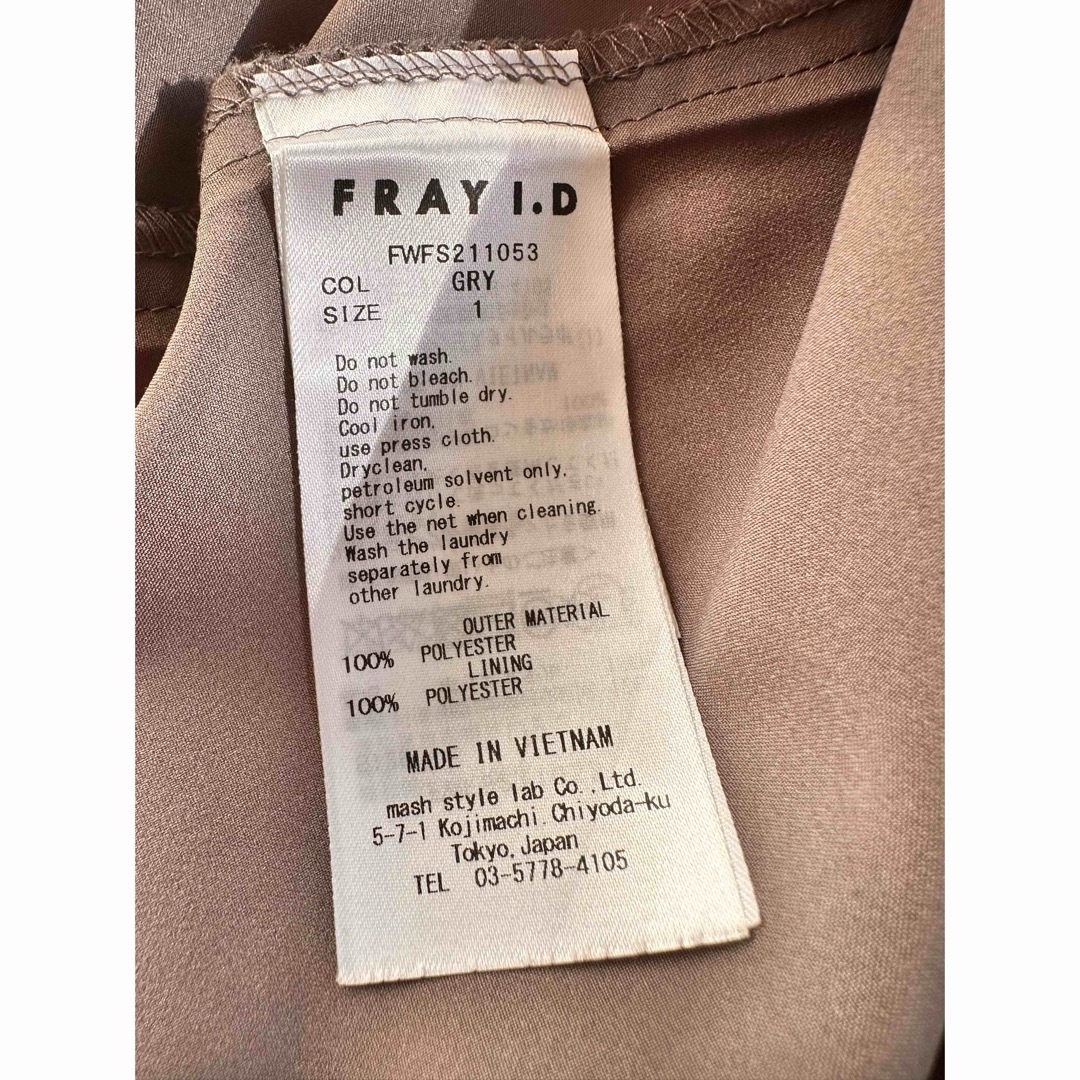 FRAY I.D
FWFS211053
COL GRY
SIZE 1
Do not wash.
Do not bleach.
Do not tumble dry.
Cool iron.
use press cloth.
Dryclean.
petroleum solvent only.
short cycle.
Use the net when cleaning.
Wash the laundry
separately from
other laundry.
OUTER MATERIAL
100% POLYESTER
LINING
100% POLYESTER
MADE IN VIETNAM
mash style lab Co.,Ltd.
5-7-1 Kojimachi.Chiyoda-ku
Tokyo,Japan
TEL 03-5778-4105